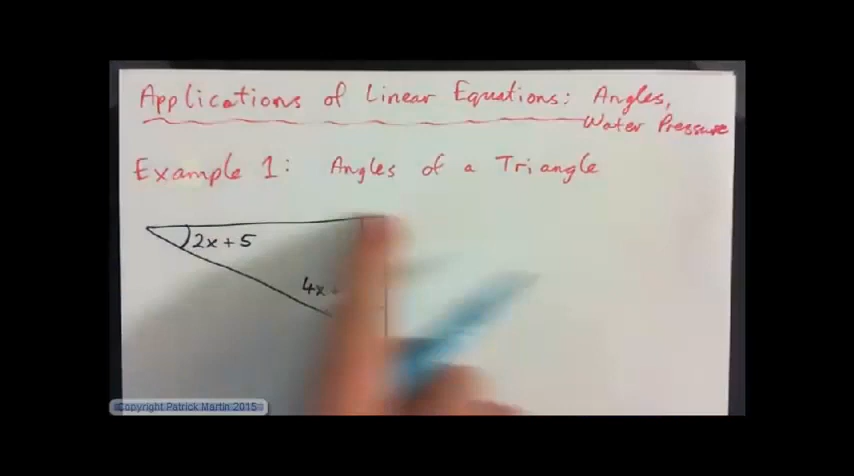 Applications of Linear Equations: Angles,
Water Pressure
Example 1: Angles of a Triangle
2x + 5
4x
Copyright Patrick Martin 2015